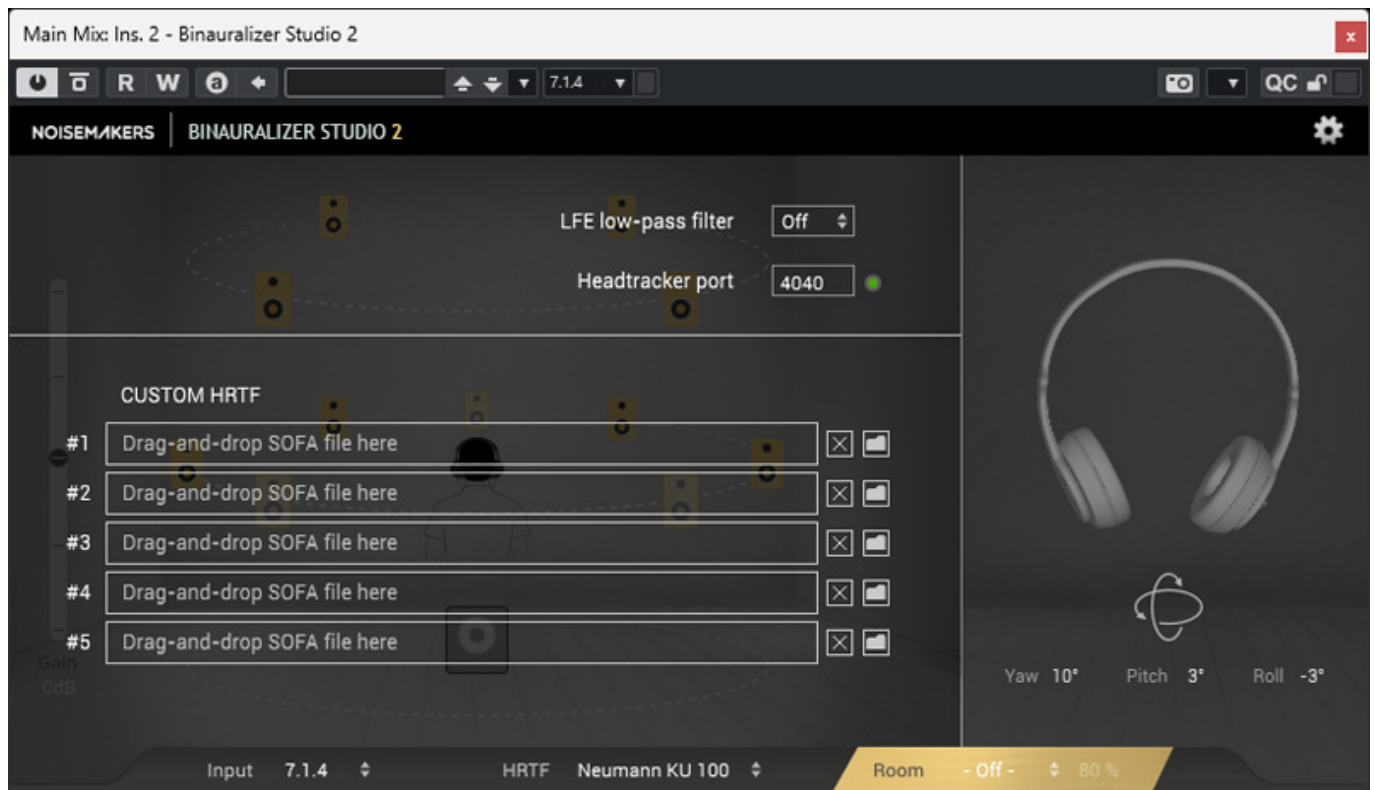 Main Mix: Ins. 2 - Binauralizer Studio 2
x
R W a 7.1.4 QC
NOISEMAKERS BINAURALIZER STUDIO 2
LFE low-pass filter Off
Headtracker port 4040
CUSTOM HRTF
#1 Drag-and-drop SOFA file here
#2 Drag-and-drop SOFA file here
#3 Drag-and-drop SOFA file here
#4 Drag-and-drop SOFA file here
#5 Drag-and-drop SOFA file here
Gain
0dB
Yaw 10° Pitch 3° Roll -3°
Input 7.1.4 HRTF Neumann KU 100 Room - Off - 80 %